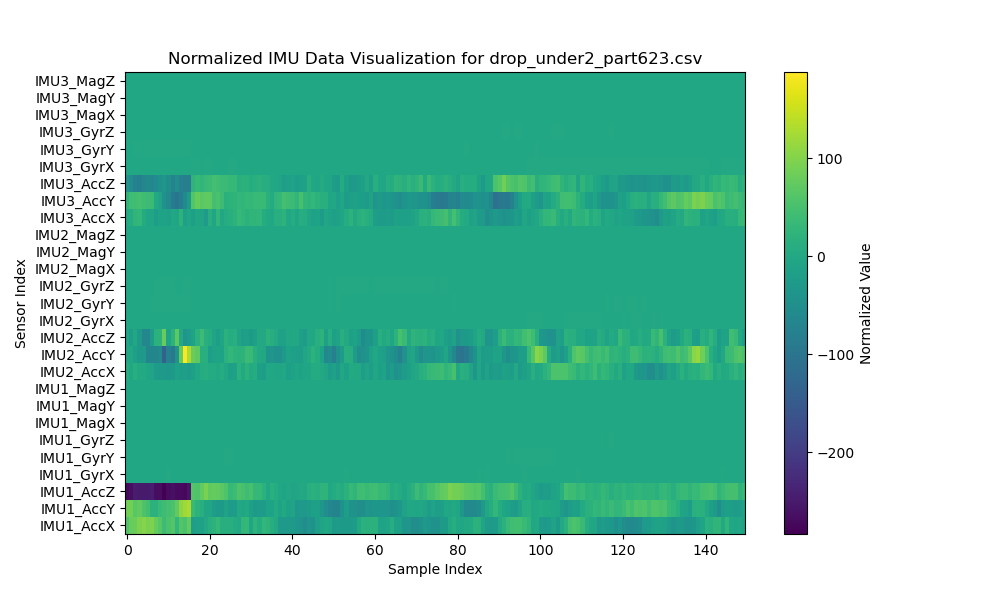 Normalized IMU Data Visualization for drop_under2_part623.csv
IMU3_MagZ
IMU3_MagY
IMU3_MagX
IMU3_GyrZ
IMU3_GyrY
IMU3_GyrX
IMU3_AccZ
IMU3_AccY
IMU3_AccX
IMU2_MagZ
IMU2_MagY
IMU2_MagX
IMU2_GyrZ
IMU2_GyrY
IMU2_GyrX
IMU2_AccZ
IMU2_AccY
IMU2_AccX
IMU1_MagZ
IMU1_MagY
IMU1_MagX
IMU1_GyrZ
IMU1_GyrY
IMU1_GyrX
IMU1_AccZ
IMU1_AccY
IMU1_AccX
Sensor Index
0 20 40 60 80 100 120 140
Sample Index
100
0
−100
−200
Normalized Value